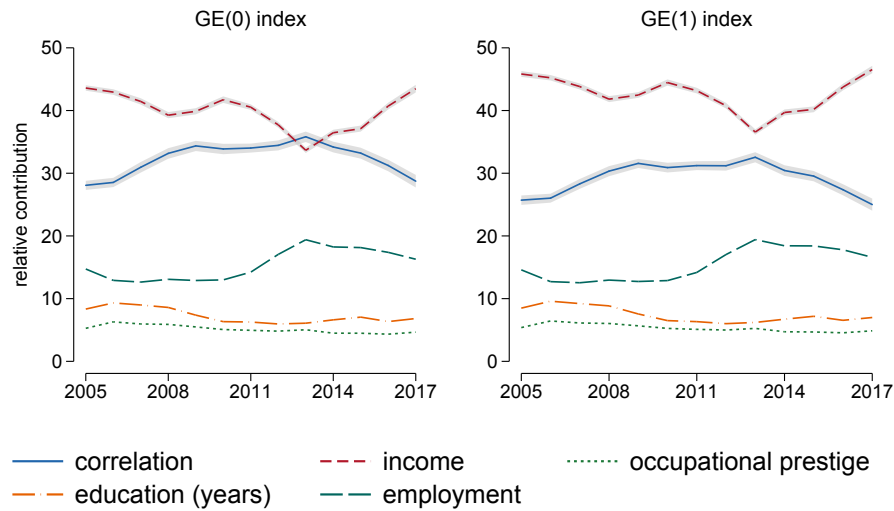 GE(0) index
GE(1) index
relative contribution
50
40
30
20
10
0
2005 2008 2011 2014 2017
50
40
30
20
10
0
2005 2008 2011 2014 2017
correlation income occupational prestige
education (years) employment